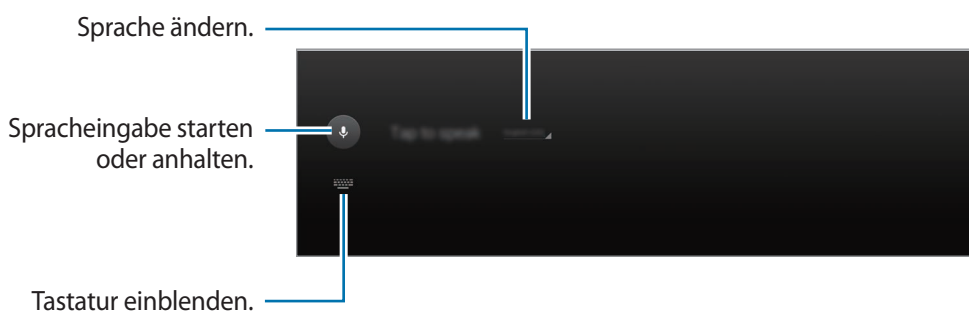 Sprache ändern.
Spracheingabe starten
oder anhalten.
Tap to speak
Tastatur einblenden.